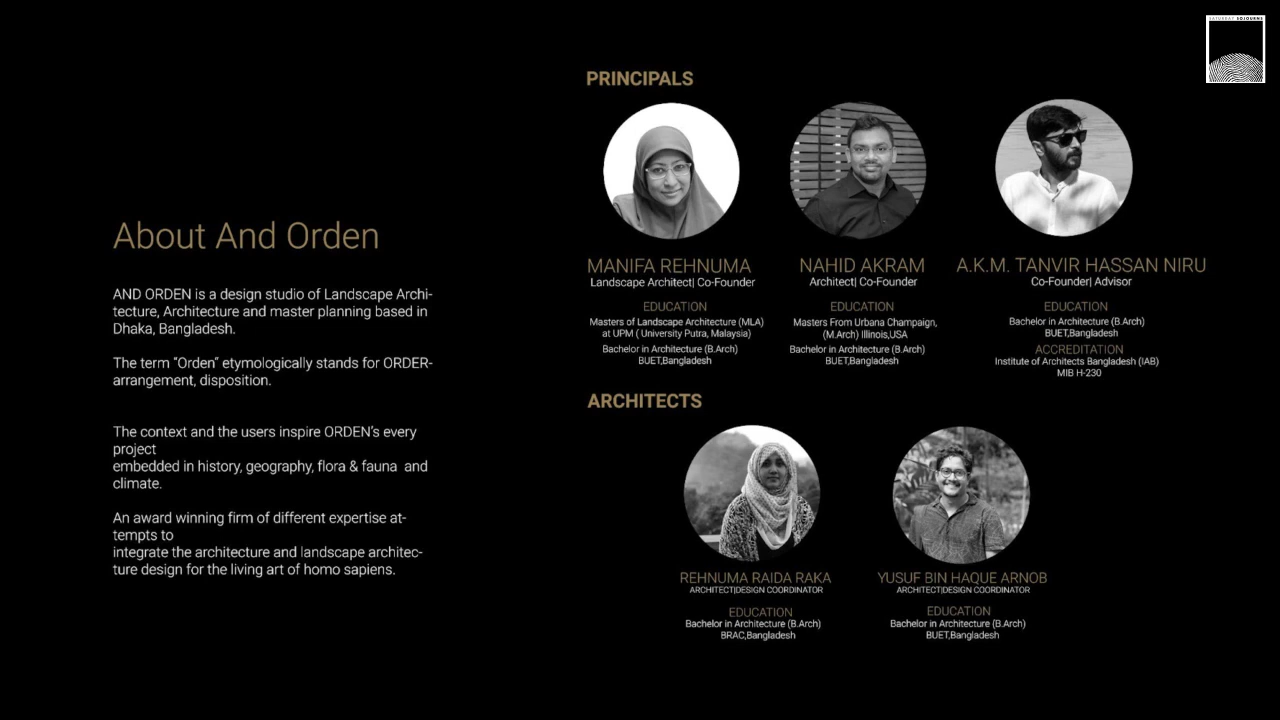 SATURDAY SOJOURNS
About And Orden
AND ORDEN is a design studio of Landscape Archi-
tecture, Architecture and master planning based in
Dhaka, Bangladesh.
The term “Orden” etymologically stands for ORDER-
arrangement, disposition.
The context and the users inspire ORDEN’s every
project
embedded in history, geography, flora & fauna and
climate.
An award winning firm of different expertise at-
tempts to
integrate the architecture and landscape architec-
ture design for the living art of homo sapiens.
PRINCIPALS
MANIFA REHNUMA
Landscape Architect| Co-Founder
EDUCATION
Masters of Landscape Architecture (MLA)
at UPM ( University Putra, Malaysia)
Bachelor in Architecture (B.Arch)
BUET,Bangladesh
NAHID AKRAM
Architect| Co-Founder
EDUCATION
Masters From Urbana Champaign,
(M.Arch) Illinois,USA
Bachelor in Architecture (B.Arch)
BUET,Bangladesh
A.K.M. TANVIR HASSAN NIRU
Co-Founder| Advisor
EDUCATION
Bachelor in Architecture (B.Arch)
BUET,Bangladesh
ACCREDITATION
Institute of Architects Bangladesh (IAB)
MIB H-230
ARCHITECTS
REHNUMA RAIDA RAKA
ARCHITECT|DESIGN COORDINATOR
EDUCATION
Bachelor in Architecture (B.Arch)
BRAC,Bangladesh
YUSUF BIN HAQUE ARNOB
ARCHITECT|DESIGN COORDINATOR
EDUCATION
Bachelor in Architecture (B.Arch)
BUET,Bangladesh